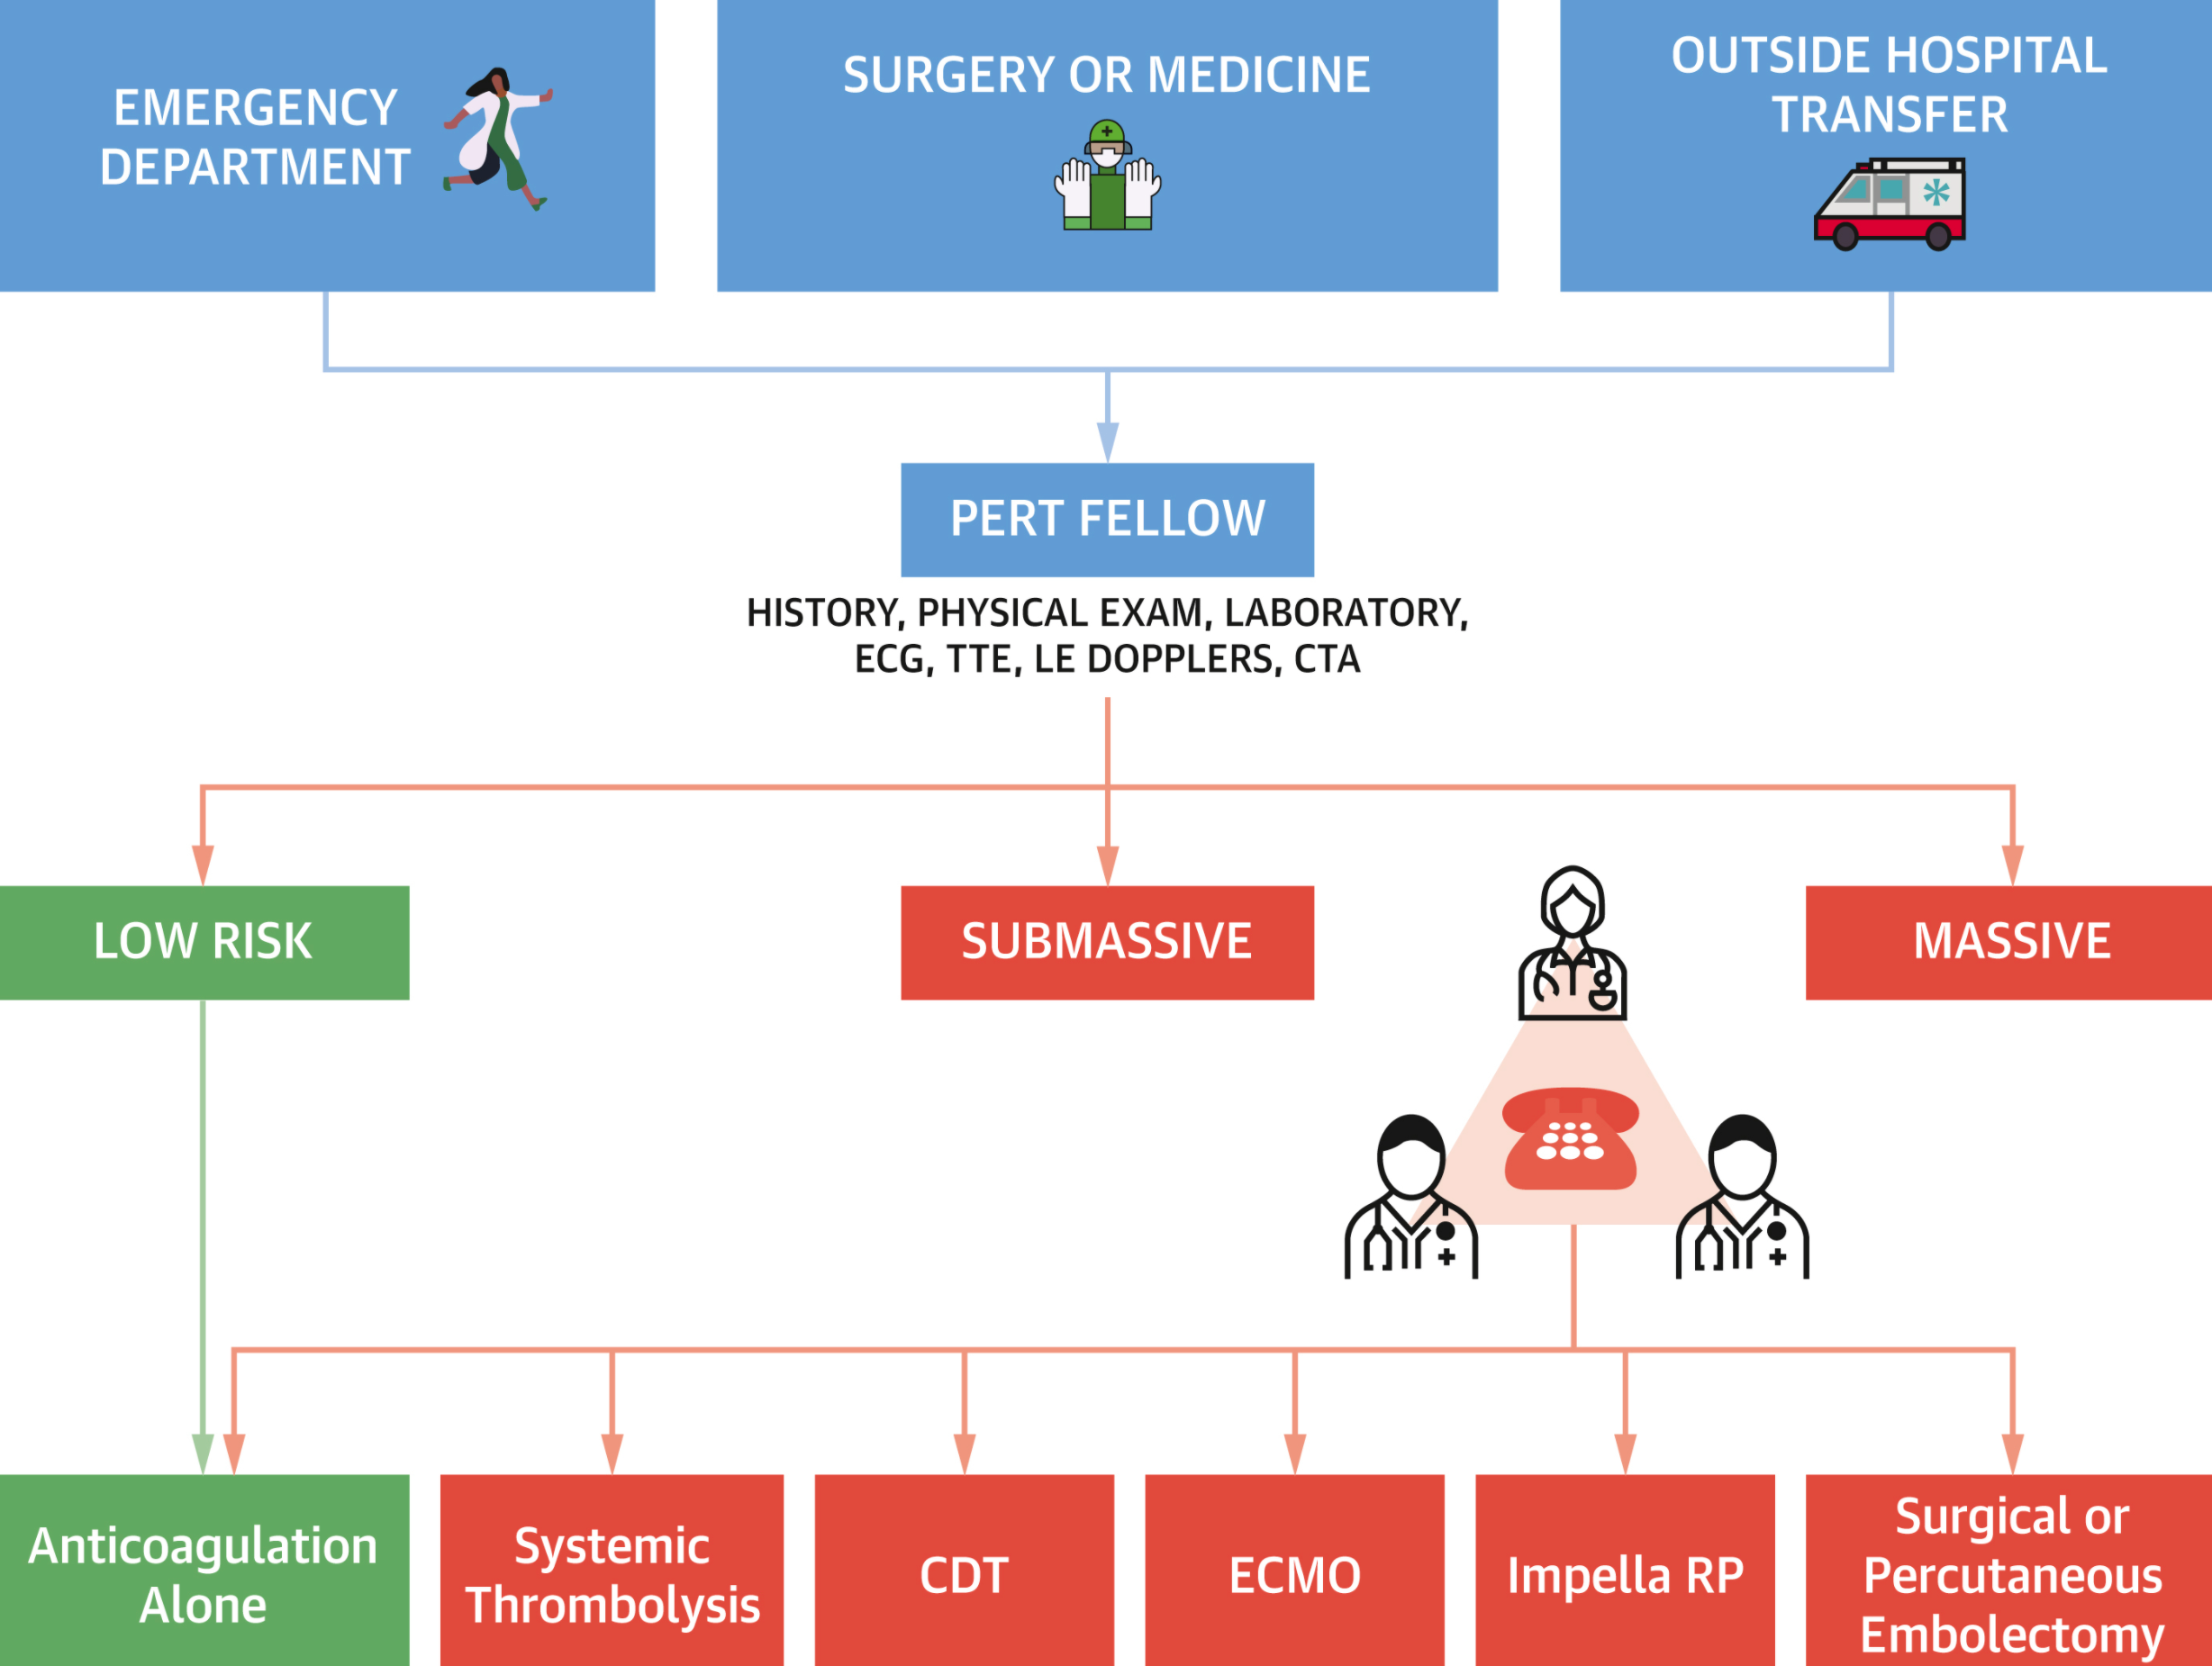 EMERGENCY
DEPARTMENT
SURGERY OR MEDICINE
OUTSIDE HOSPITAL
TRANSFER
PERT FELLOW
HISTORY, PHYSICAL EXAM, LABORATORY,
ECG, TTE, LE DOPPLERS, CTA
LOW RISK
SUBMASSIVE
MASSIVE
Anticoagulation
Alone
Systemic
Thrombolysis
CDT
ECMO
Inpella RP
Surgical or
Percutaneous
Embolectomy